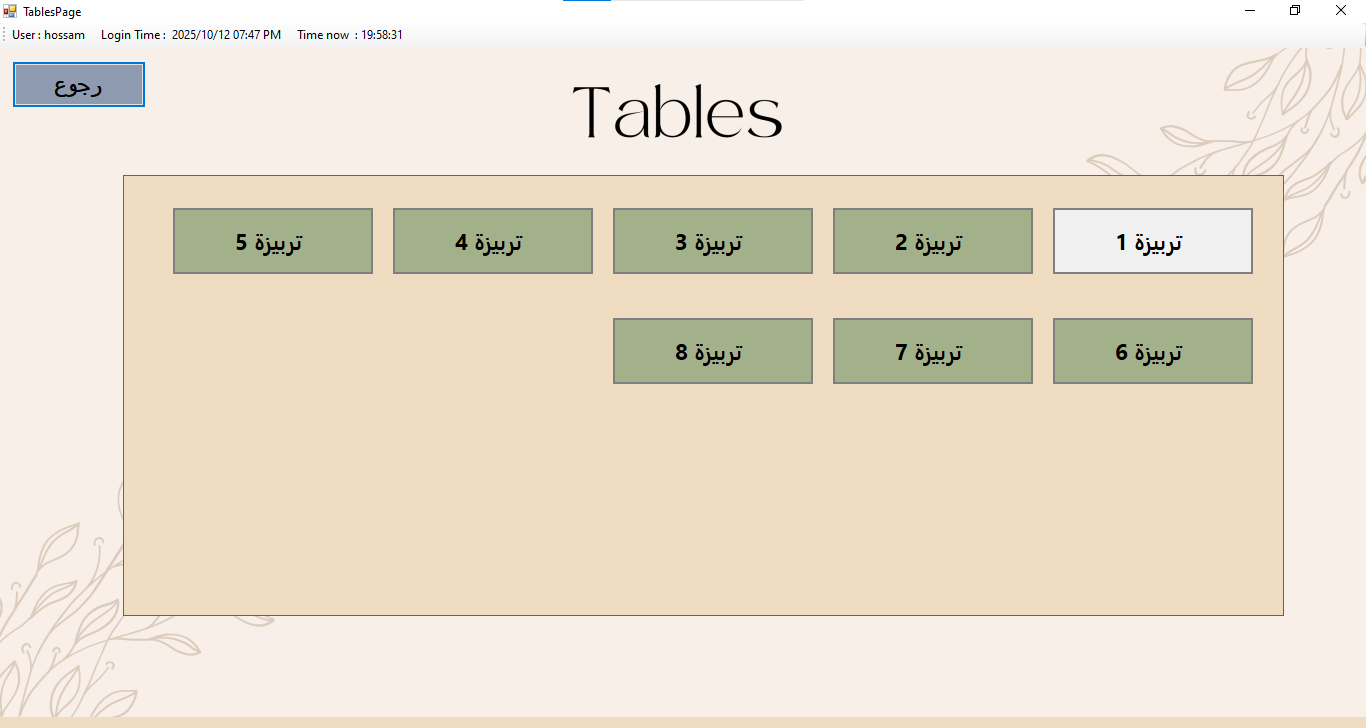 TablesPage
User : hossam Login Time : 2025/10/12 07:47 PM Time now : 19:58:31
رجوع
Tables
تربيزة 1
تربيزة 2
تربيزة 3
تربيزة 4
تربيزة 5
تربيزة 6
تربيزة 7
تربيزة 8